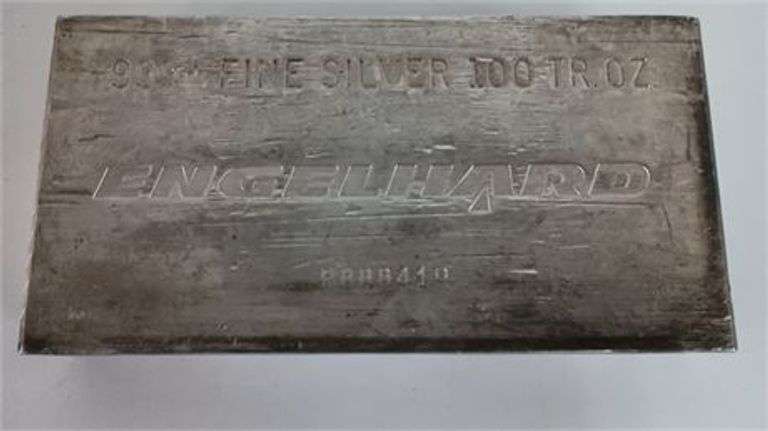 FINE SILVER 100 TR. OZ.
ENGELHARD